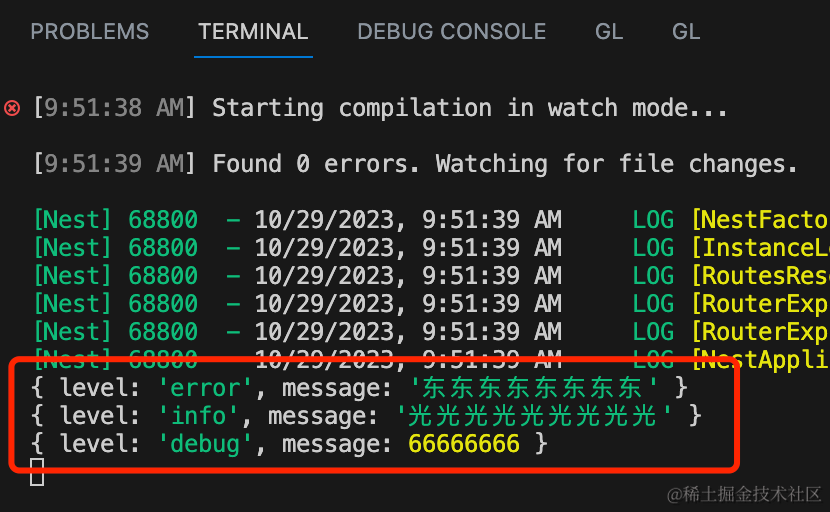 PROBLEMS TERMINAL DEBUG CONSOLE GL GL
[9:51:38 AM] Starting compilation in watch mode...
[9:51:39 AM] Found 0 errors. Watching for file changes.
[Nest] 68800 - 10/29/2023, 9:51:39 AM LOG [NestFacto
[Nest] 68800 - 10/29/2023, 9:51:39 AM LOG [InstanceLo
[Nest] 68800 - 10/29/2023, 9:51:39 AM LOG [RoutesRes
[Nest] 68800 - 10/29/2023, 9:51:39 AM LOG [RouterExp
[Nest] 68800 - 10/29/2023, 9:51:39 AM LOG [RouterExp
[Nest] 68800 - 10/29/2023, 9:51:39 AM LOG [NestAppli
{ level: 'error', message: '东东东东东东东东' }
{ level: 'info', message: '光光光光光光光光光' }
{ level: 'debug', message: 66666666 }
@稀土掘金技术社区